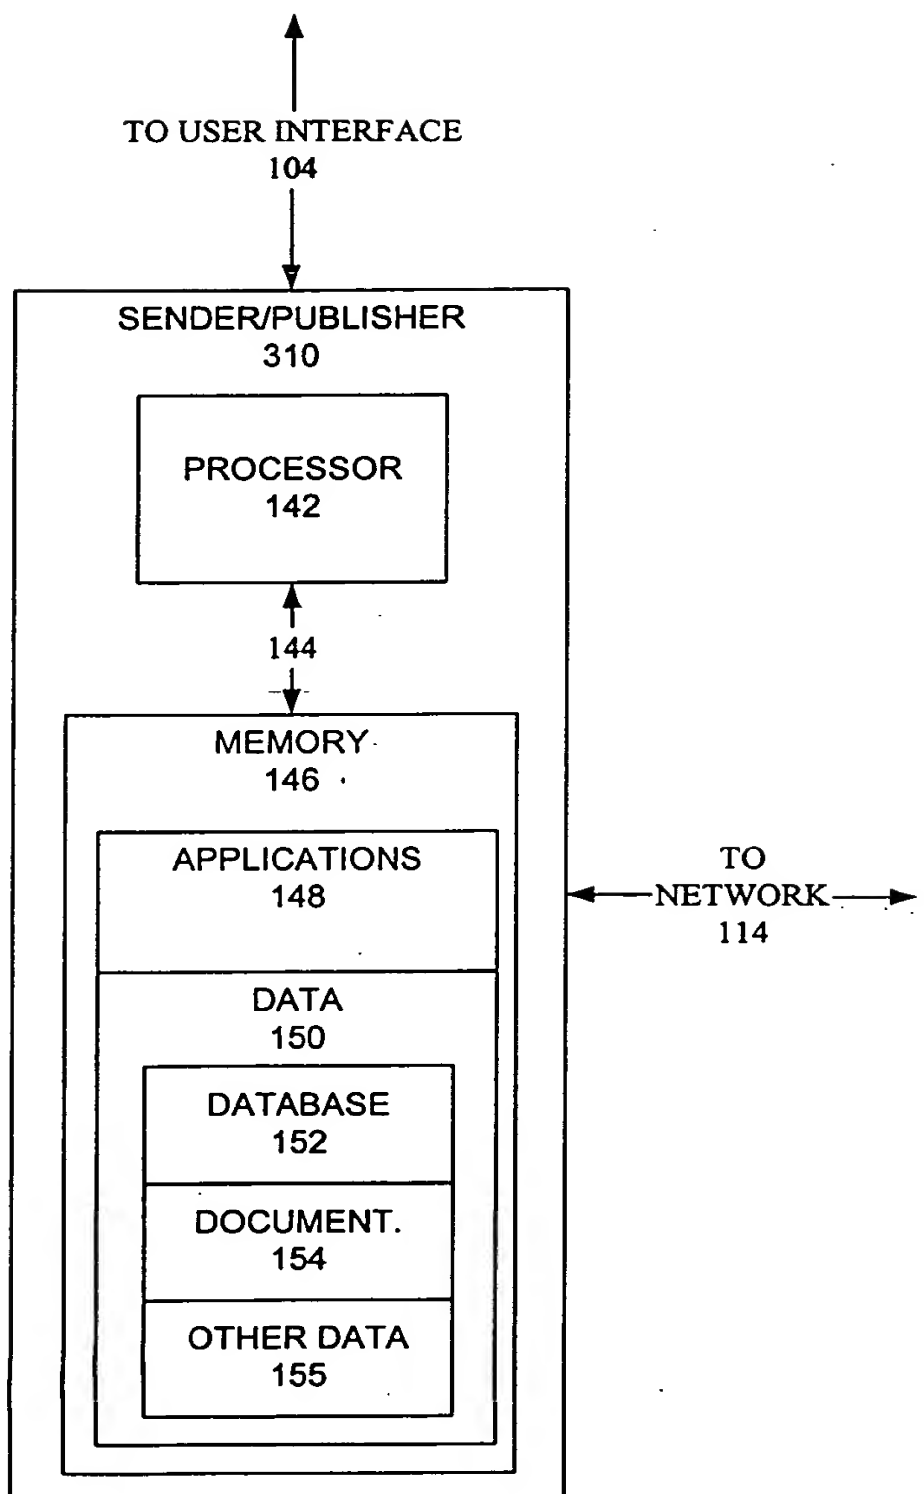 TO USER INTERFACE
104
SENDER/PUBLISHER
310
PROCESSOR
142
144
MEMORY
146
APPLICATIONS
148
TO
NETWORK
114
DATA
150
DATABASE
152
DOCUMENT.
154
OTHER DATA
155